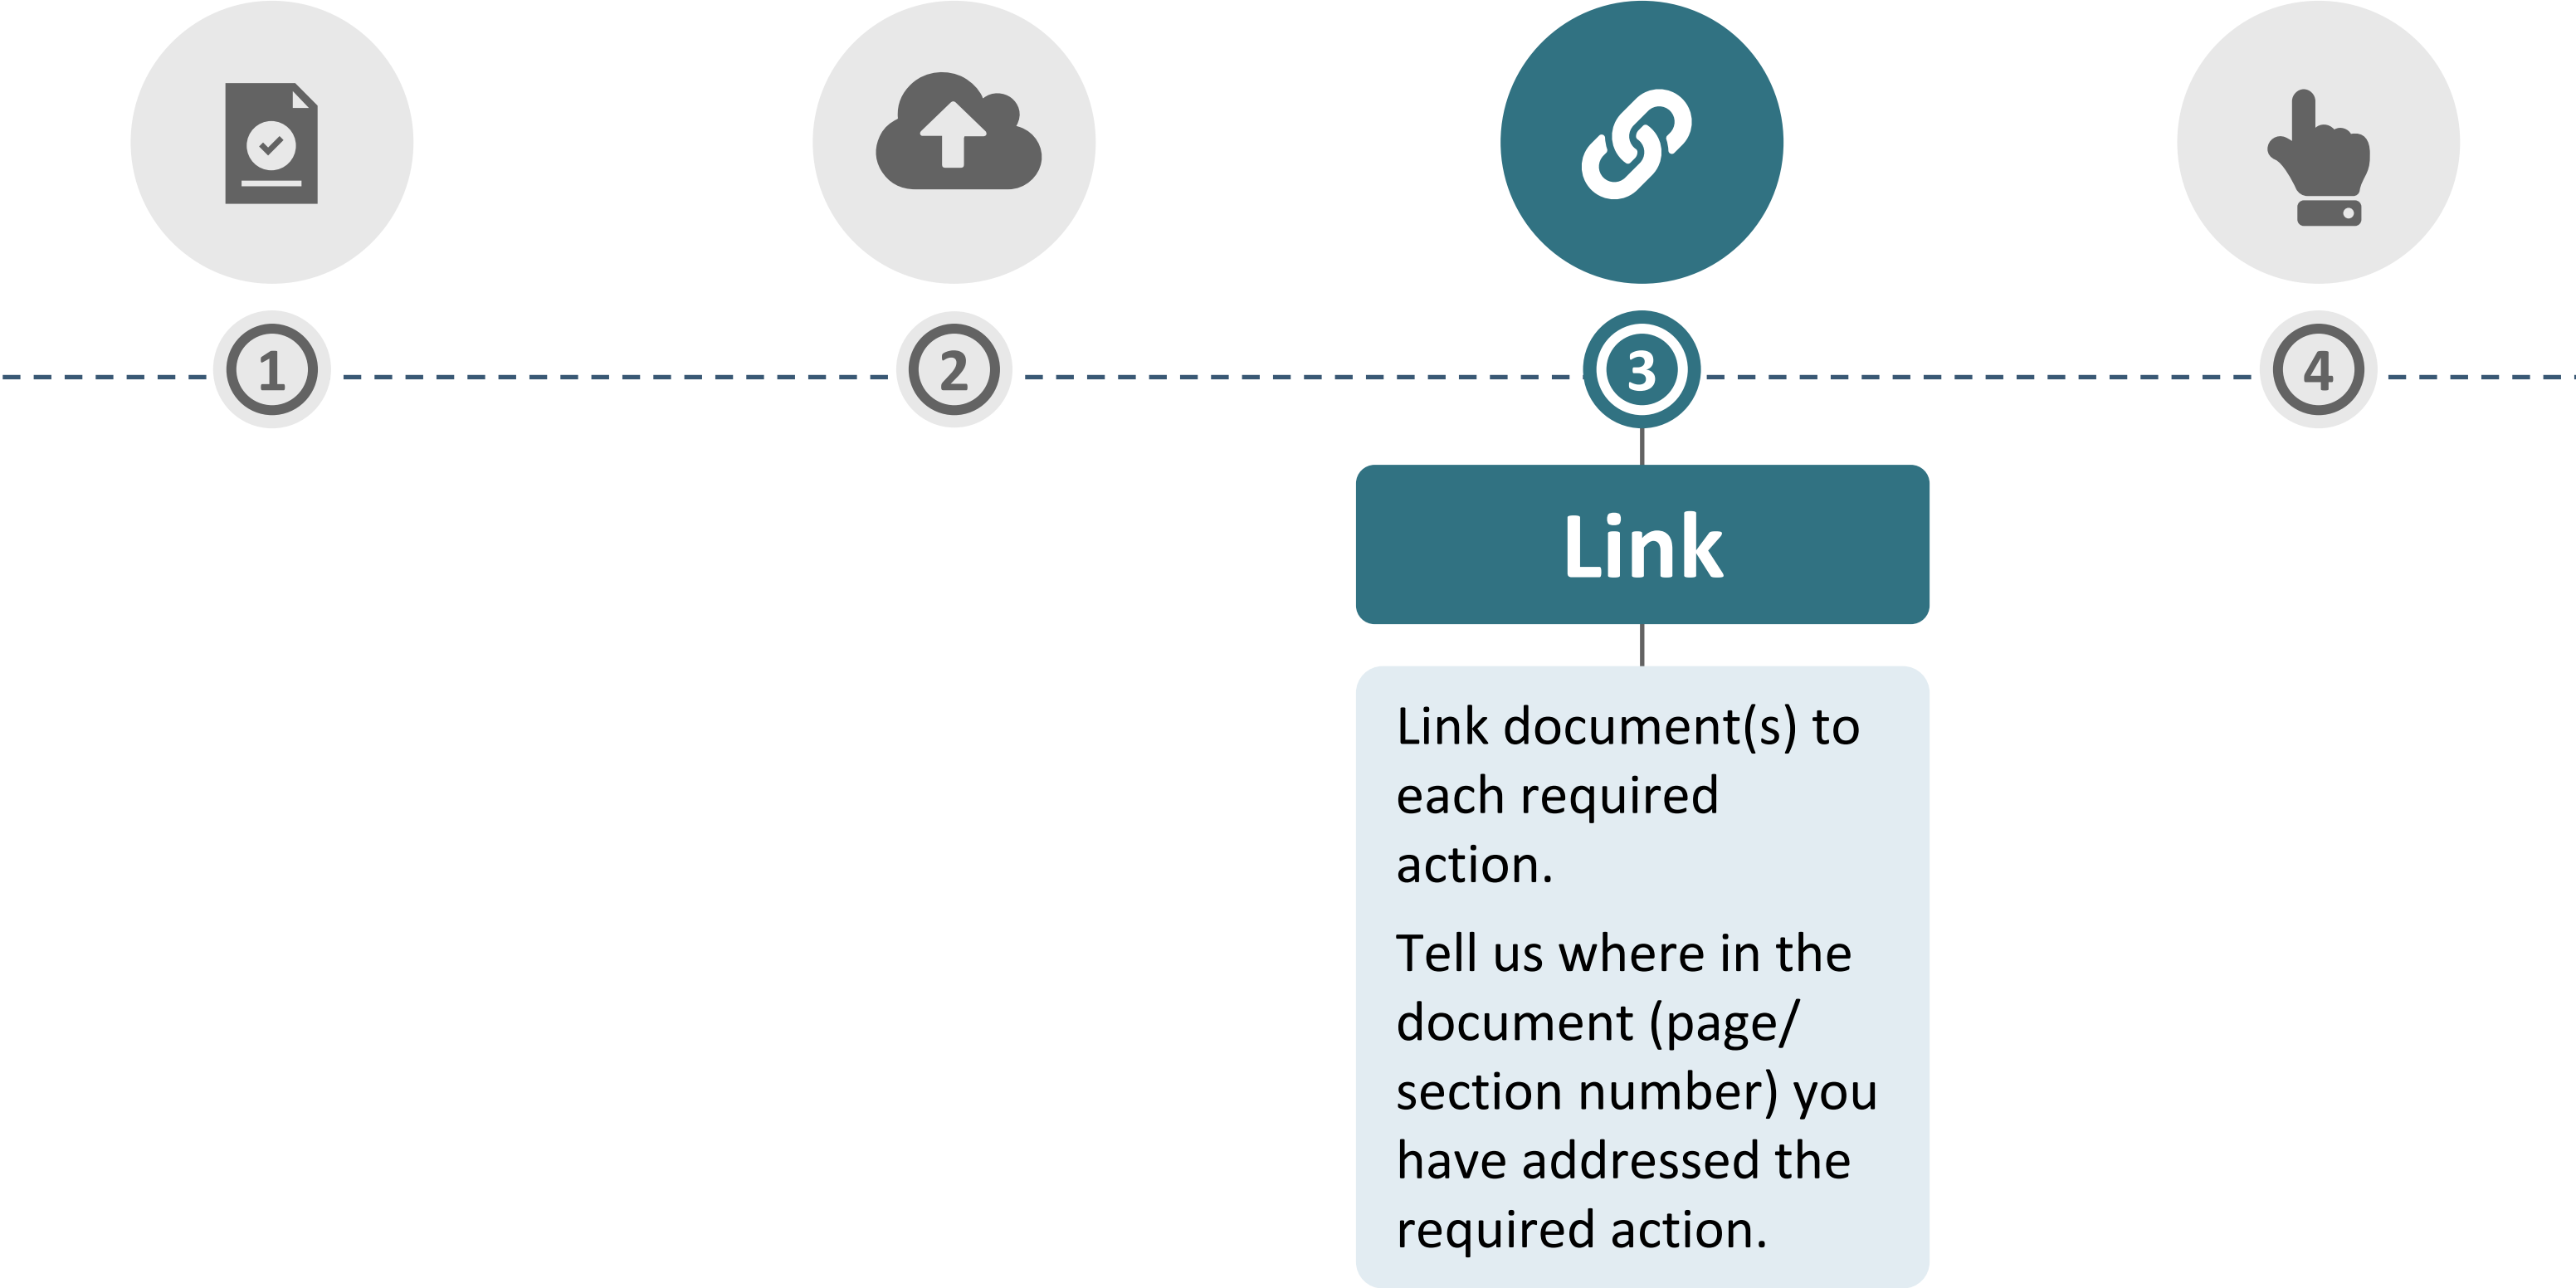 1
2
3
4
Link
Link document(s) to
each required
action.
Tell us where in the
document (page/
section number) you
have addressed the
required action.